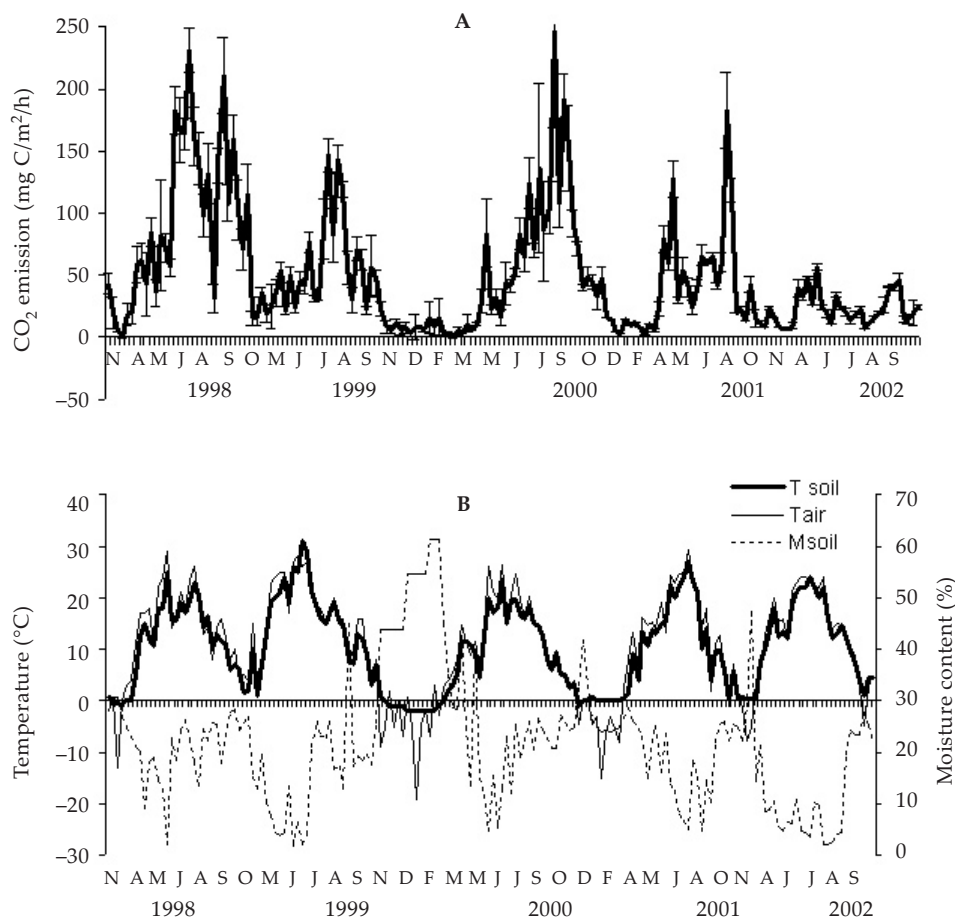 A
CO₂ emission (mg C/m²/h)
250
200
150
100
50
0
−50
N A M J A S O M J J A S N D F M M J J S O D F A M J A O N A J J A S
1998 1999 2000 2001 2002
B
T soil
Tair
Msoil
Temperature (°C)
40
30
20
10
0
−10
−20
−30
Moisture content (%)
70
60
50
40
30
20
10
0
N A M J A S O A M J J A S N D F M M J J S O D F A M J A O N A J J A S
1998 1999 2000 2001 2002